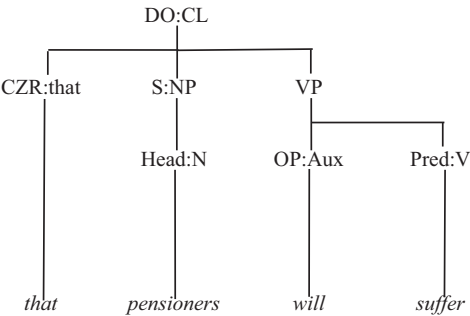 DO:CL
CZR:that S:NP VP
Head:N OP:Aux Pred:V
that pensioners will suffer